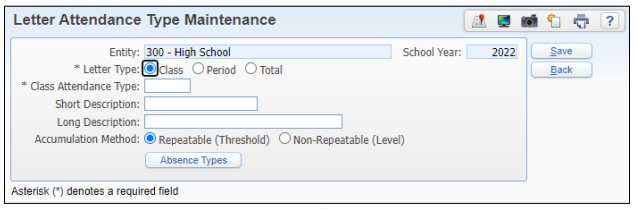 Letter Attendance Type Maintenance
?
Entity: 300 - High School School Year: 2022 Save
* Letter Type: Class Period Total Back
* Class Attendance Type:
Short Description:
Long Description:
Accumulation Method: Repeatable (Threshold) Non-Repeatable (Level)
Absence Types
Asterisk (*) denotes a required field